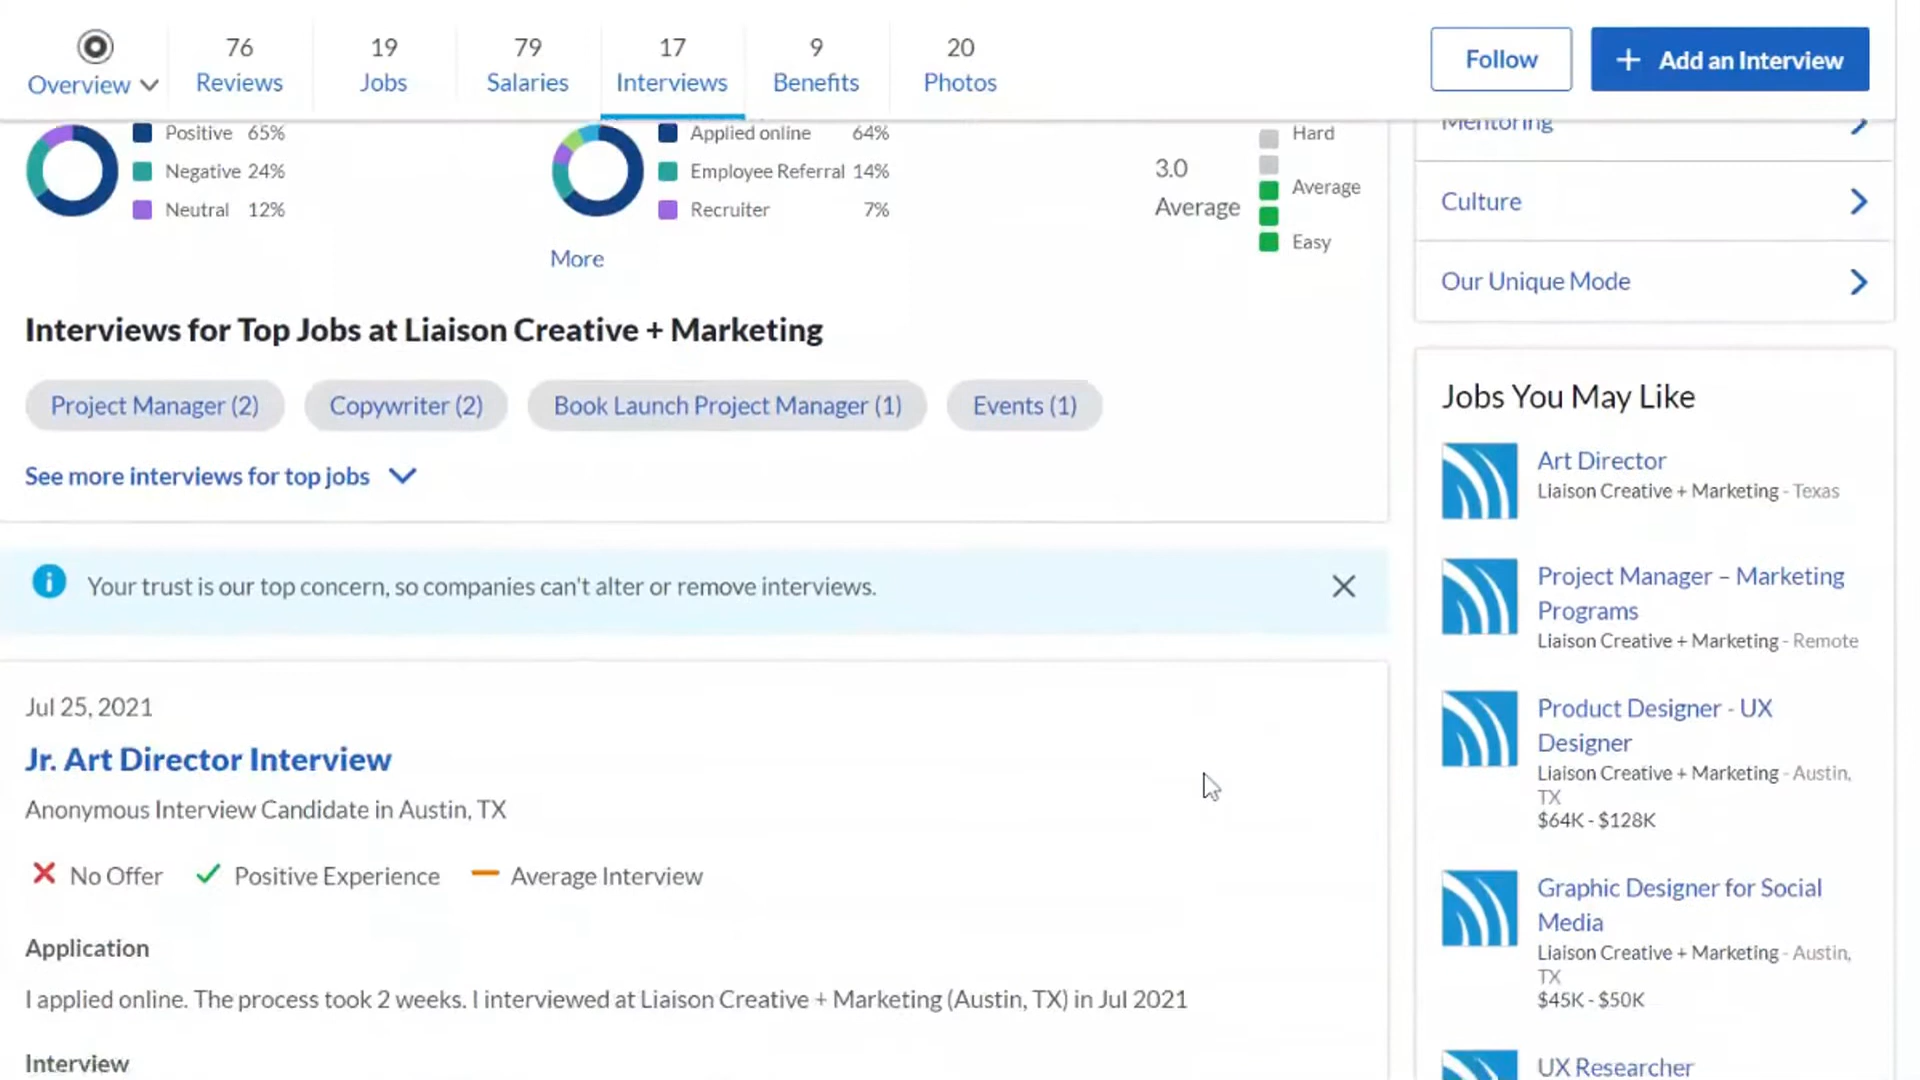 Overview
76
Reviews
19
Jobs
79
Salaries
17
Interviews
9
Benefits
20
Photos
Follow
+ Add an Interview
Positive 65%
Negative 24%
Neutral 12%
Applied online 64%
Employee Referral 14%
Recruiter 7%
More
3.0
Average
Hard
Average
Easy
Interviews for Top Jobs at Liaison Creative + Marketing
Project Manager (2)
Copywriter (2)
Book Launch Project Manager (1)
Events (1)
See more interviews for top jobs
Your trust is our top concern, so companies can't alter or remove interviews.
Jul 25, 2021
Jr. Art Director Interview
Anonymous Interview Candidate in Austin, TX
No Offer
Positive Experience
Average Interview
Application
I applied online. The process took 2 weeks. I interviewed at Liaison Creative + Marketing (Austin, TX) in Jul 2021
Interview
Mentoring
Culture
Our Unique Mode
Jobs You May Like
Art Director
Liaison Creative + Marketing - Texas
Project Manager – Marketing
Programs
Liaison Creative + Marketing - Remote
Product Designer - UX
Designer
Liaison Creative + Marketing - Austin,
TX
$64K - $128K
Graphic Designer for Social
Media
Liaison Creative + Marketing - Austin,
TX
$45K - $50K
UX Researcher